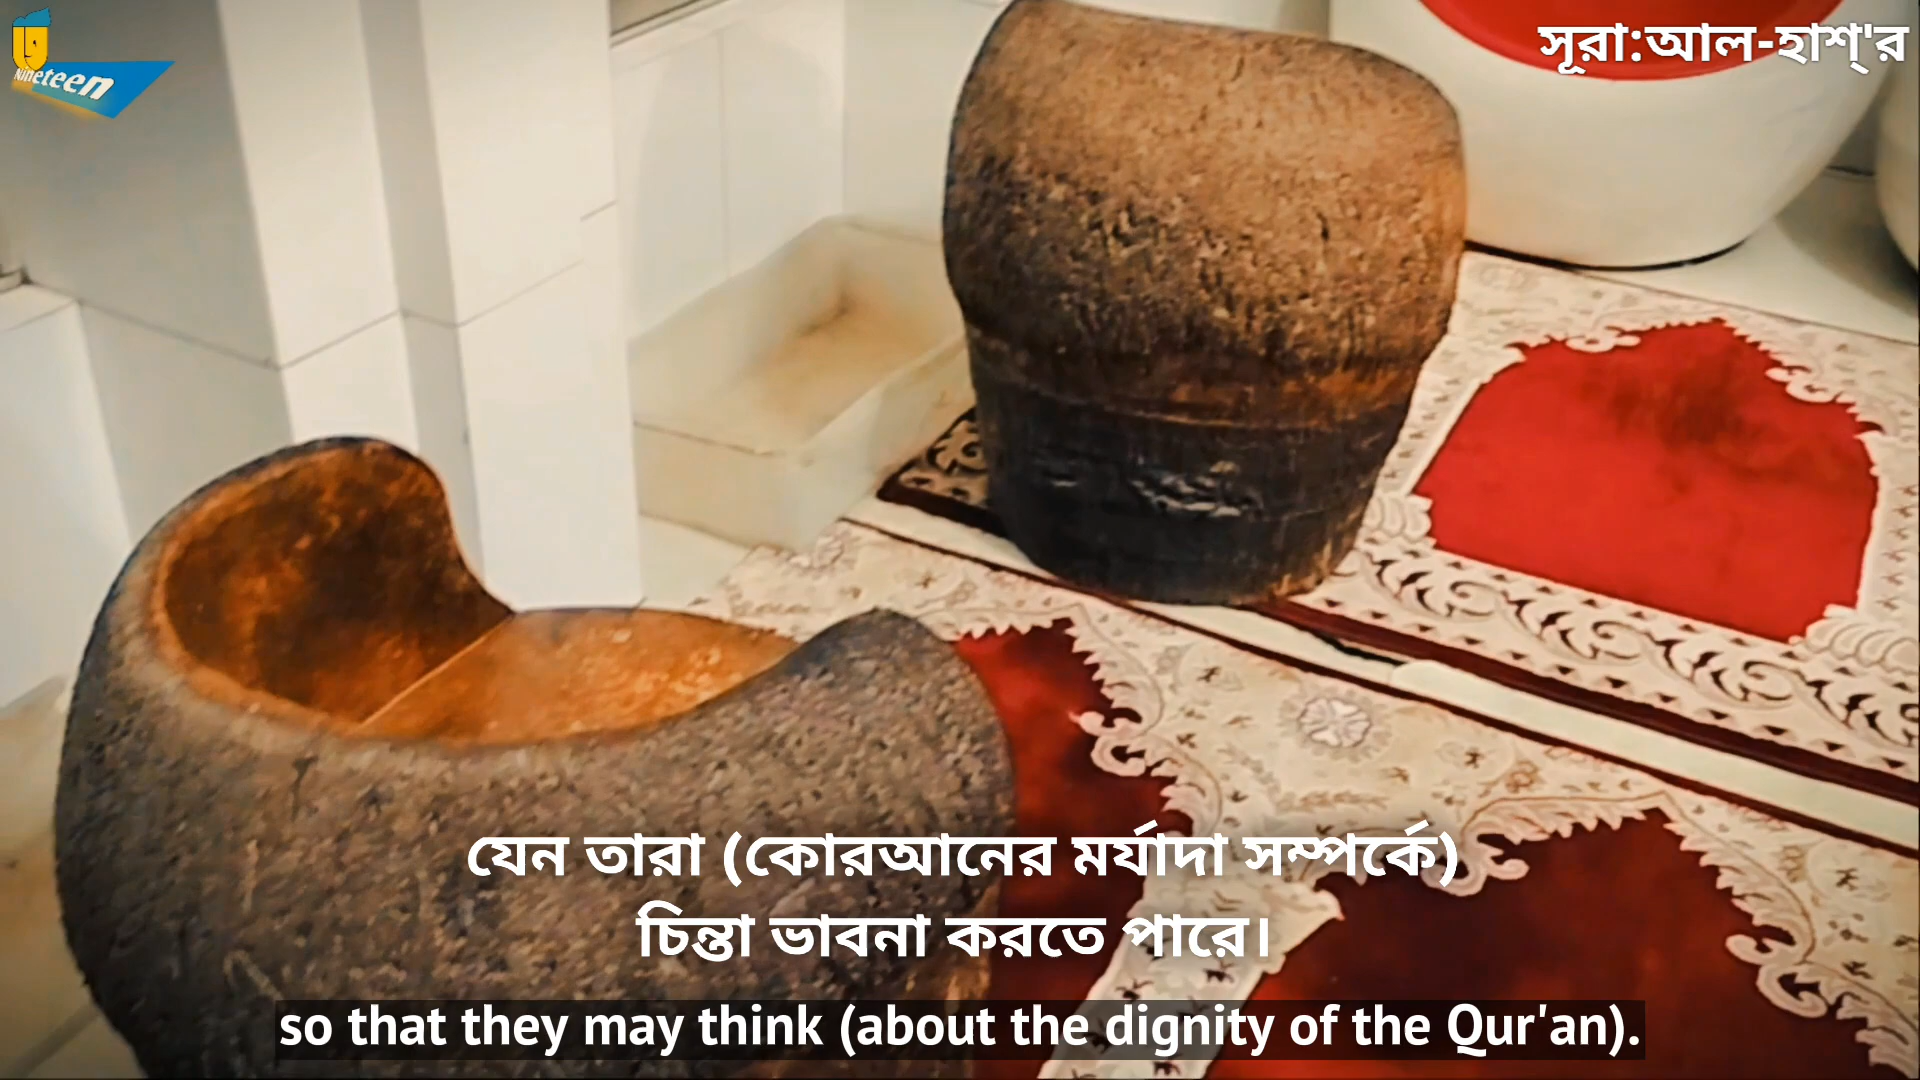 Nineteen
সূরা:আল-হাশ্'র
যেন তারা (কোরআনের মর্যাদা সম্পর্কে)
চিন্তা ভাবনা করতে পারে।
so that they may think (about the dignity of the Qur'an).